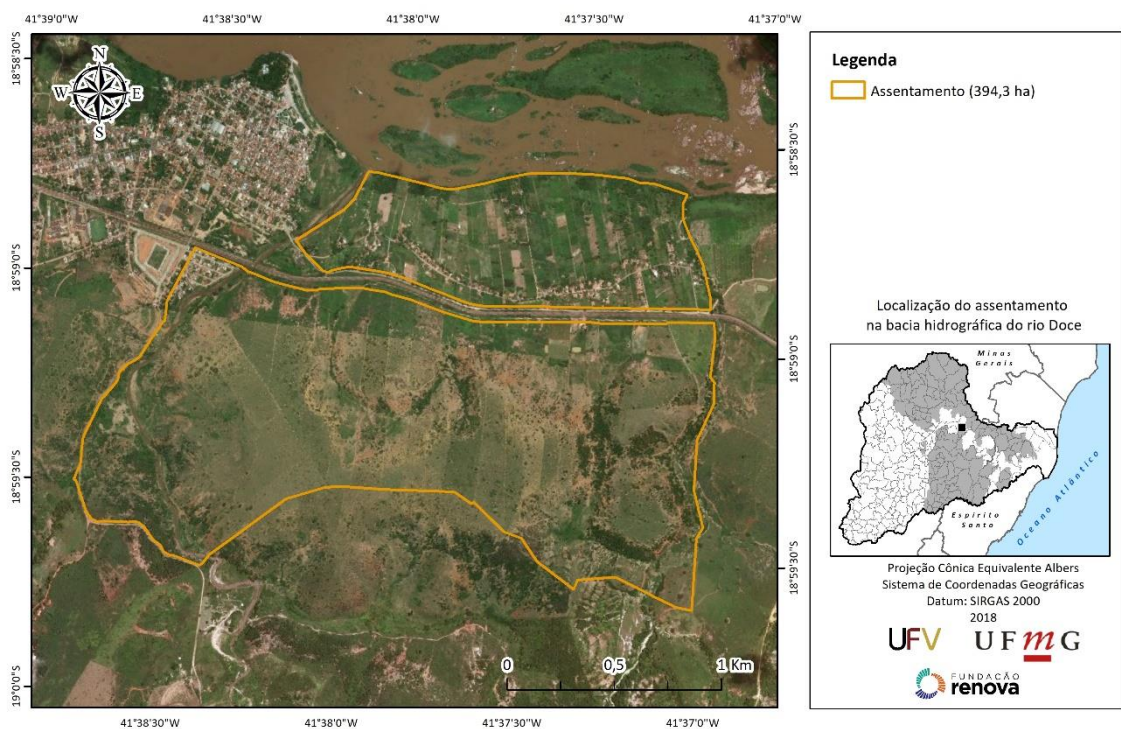 41°39'0"W 41°38'30"W 41°38'0"W 41°37'30"W 41°37'0"W
18°58'30"S
18°59'0"S
18°59'30"S
19°0'0"S
N
W E
S
18°58'30"S
18°59'0"S
18°59'30"S
0 0,5 1 Km
41°38'30"W 41°38'0"W 41°37'30"W 41°37'0"W
Legenda
Assentamento (394,3 ha)
Localização do assentamento
na bacia hidrográfica do rio Doce
Minas
Gerais
Espírito
Santo
Oceano Atlântico
Projeção Cônica Equivalente Albers
Sistema de Coordenadas Geográficas
Datum: SIRGAS 2000
2018
UFV UFmG
FUNDAÇÃO
renova